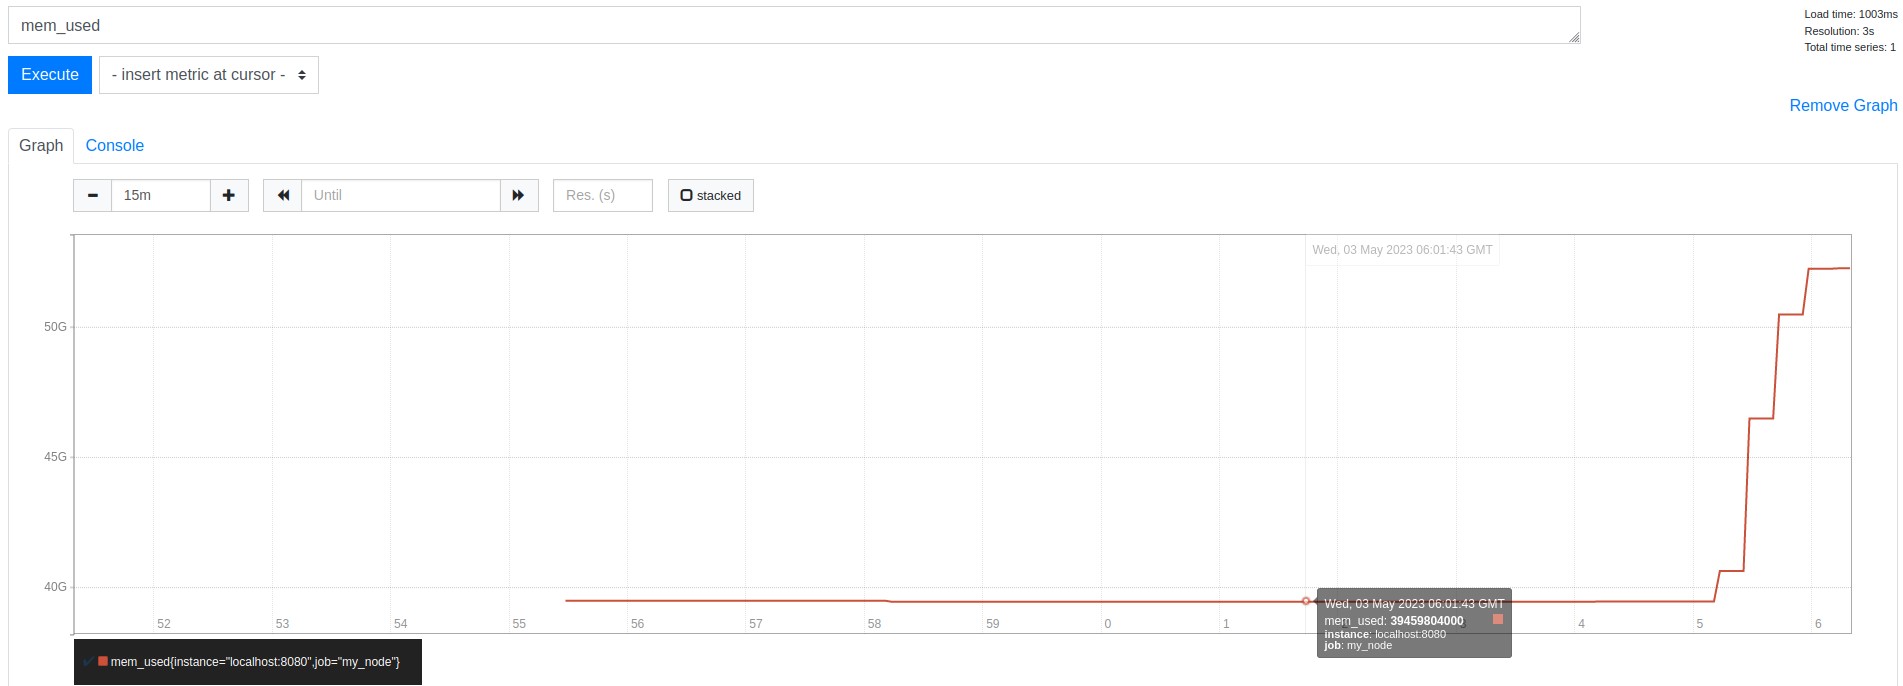 mem_used
Load time: 1003ms
Resolution: 3s
Total time series: 1
Execute
- insert metric at cursor -
Remove Graph
Graph Console
15m Until Res. (s) stacked
Wed, 03 May 2023 06:01:43 GMT
50G
45G
40G
52 53 54 55 56 57 58 59 0 1 4 5 6
Wed, 03 May 2023 06:01:43 GMT
mem_used: 39459804000
instance: localhost:8080
job: my_node
mem_used{instance="localhost:8080",job="my_node"}